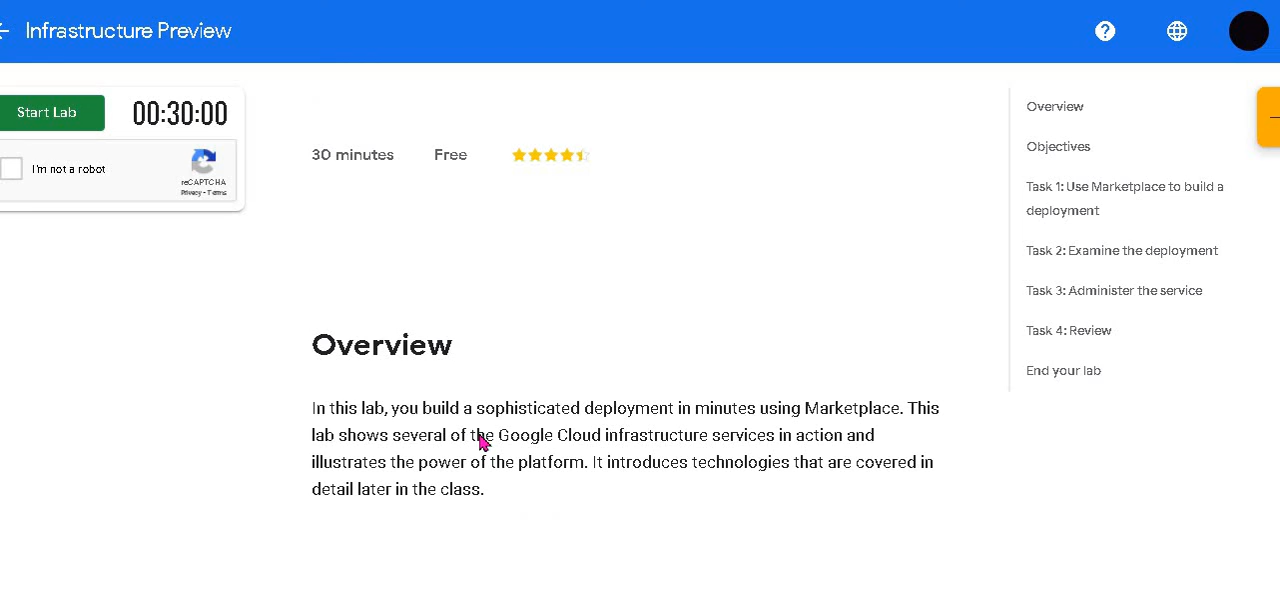 Infrastructure Preview
Start Lab
00:30:00
I'm not a robot
reCAPTCHA
Privacy - Terms
30 minutes
Free
Overview
In this lab, you build a sophisticated deployment in minutes using Marketplace. This
lab shows several of the Google Cloud infrastructure services in action and
illustrates the power of the platform. It introduces technologies that are covered in
detail later in the class.
Overview
Objectives
Task 1: Use Marketplace to build a
deployment
Task 2: Examine the deployment
Task 3: Administer the service
Task 4: Review
End your lab